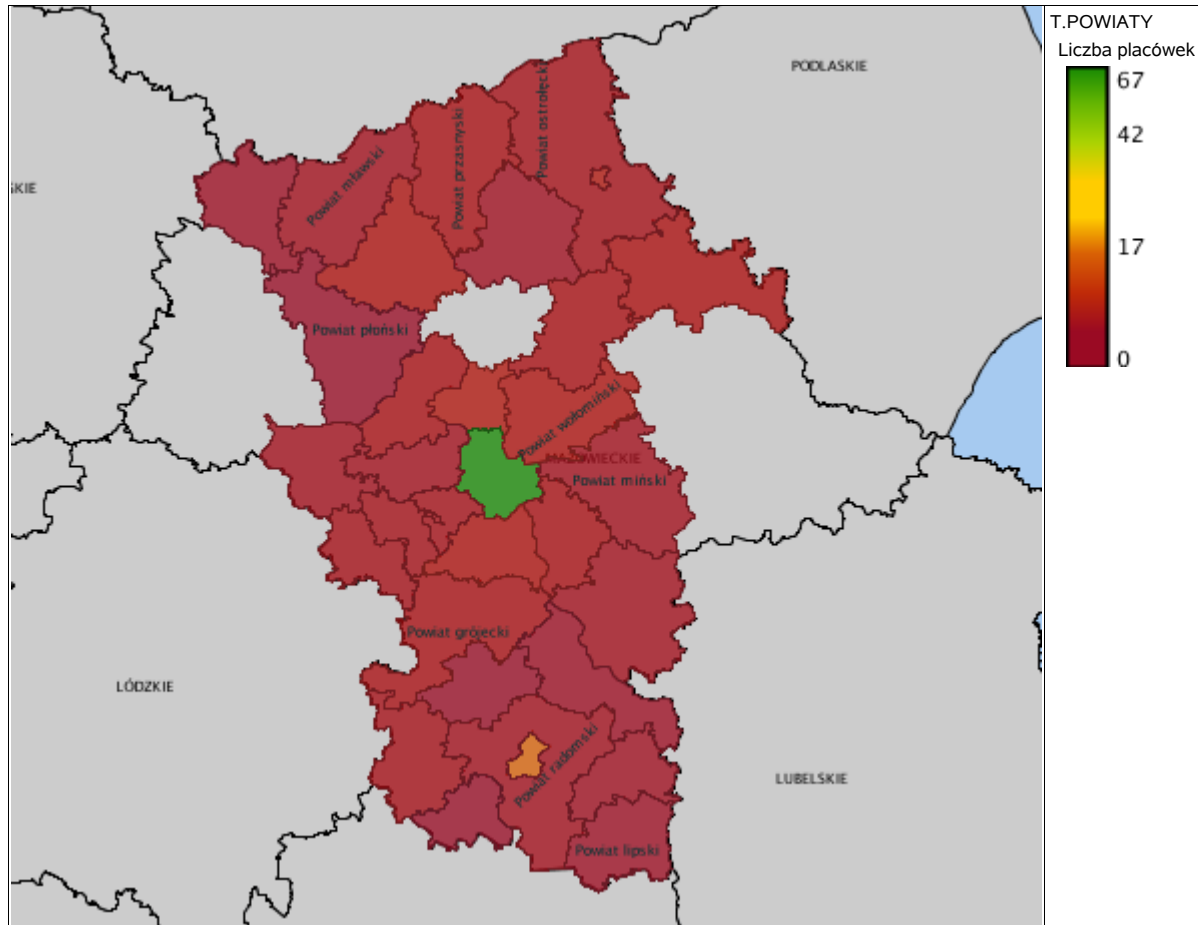 T.POWIATY
Liczba placówek
67
42
17
0
PODLASKIE
SKIE
Powiat ostrołęcki
Powiat przasnyski
Powiat mławski
Powiat płoński
Powiat wołomiński
MAZOWIECKIE
Powiat miński
Powiat grójecki
ŁÓDZKIE
Powiat radomski
LUBELSKIE
Powiat lipski